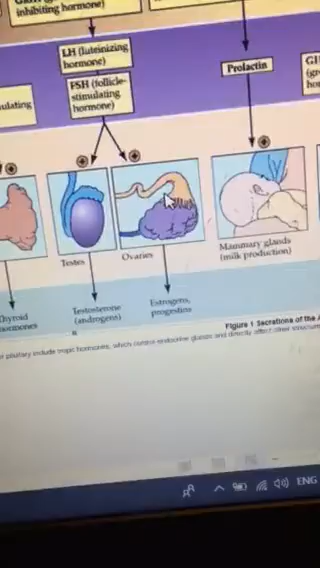 inhibiting hormone)
LH (luteinizing
hormone)
FSH (follicle-
stimulating
hormone)
Prolactin
ulating
Testes
Ovaries
Mammary glands
(milk production)
Thyroid
hormones
Testosterone
(androgens)
Estrogens,
progestins
Figure 1 Secretions of the
pituitary include tropic hormones, which control endocrine glands and directly affect other structures
ENG